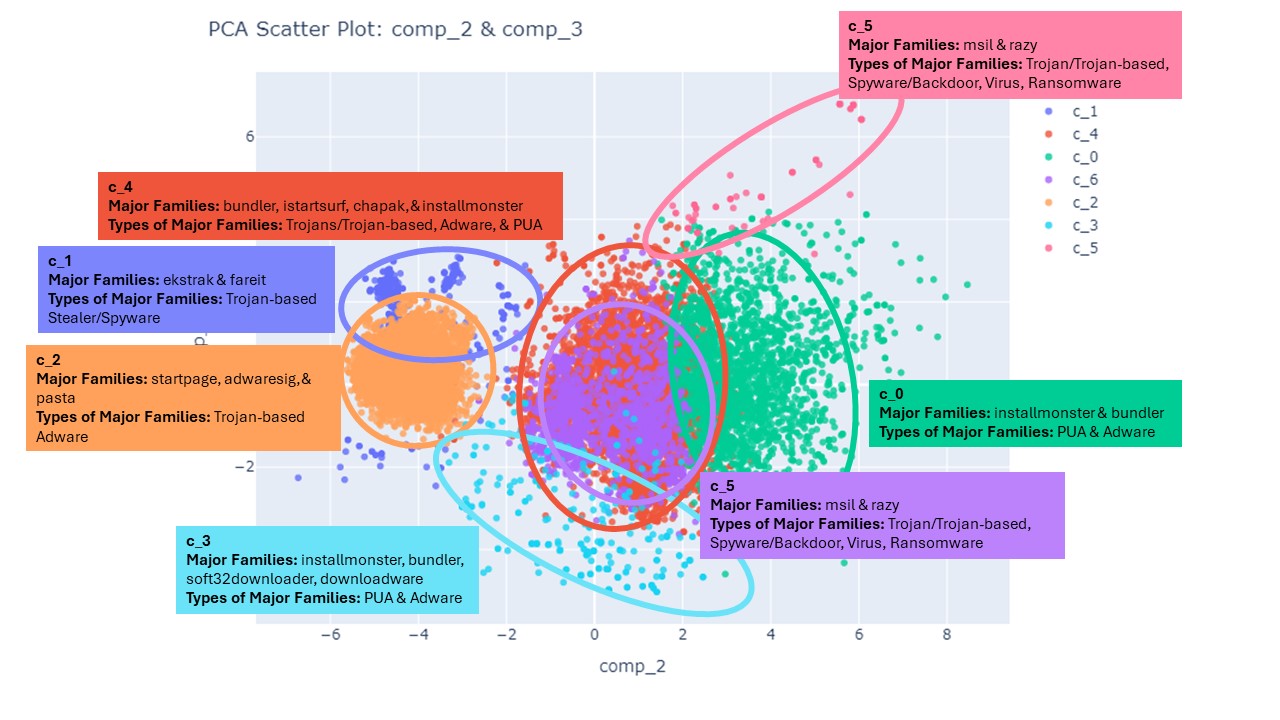 PCA Scatter Plot: comp_2 & comp_3
c_5
Major Families: msil & razy
Types of Major Families: Trojan/Trojan-based,
Spyware/Backdoor, Virus, Ransomware
c_1
c_4
c_0
c_6
c_2
c_3
c_5
6
c_4
Major Families: bundler, istartsurf, chapak, & installmonster
Types of Major Families: Trojans/Trojan-based, Adware, & PUA
c_1
Major Families: ekstrak & fareit
Types of Major Families: Trojan-based
Stealer/Spyware
c_2
Major Families: startpage, adwaresig, &
pasta
Types of Major Families: Trojan-based
Adware
c_0
Major Families: installmonster & bundler
Types of Major Families: PUA & Adware
−2
c_5
Major Families: msil & razy
Types of Major Families: Trojan/Trojan-based,
Spyware/Backdoor, Virus, Ransomware
c_3
Major Families: installmonster, bundler,
soft32downloader, downloadware
Types of Major Families: PUA & Adware
−6 −4 −2 0 2 4 6 8
comp_2